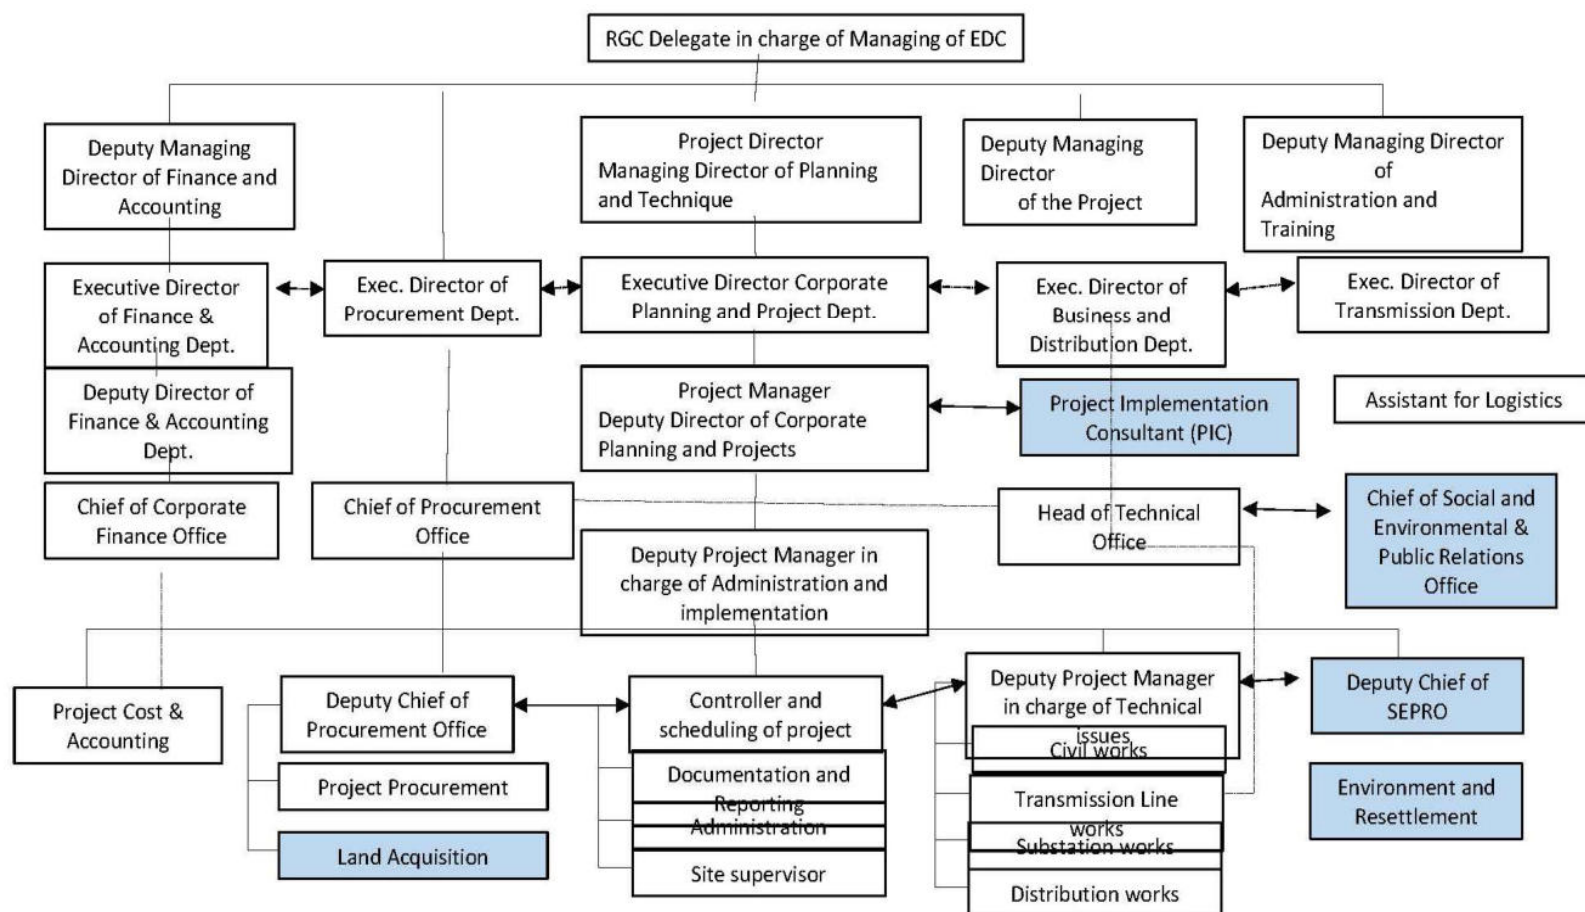 RGC Delegate in charge of Managing of EDC
Deputy Managing
Director of Finance and
Accounting
Project Director
Managing Director of Planning
and Technique
Deputy Managing
Director
of the Project
Deputy Managing Director
of
Administration and
Training
Executive Director
of Finance &
Accounting Dept.
Exec. Director of
Procurement Dept.
Executive Director Corporate
Planning and Project Dept.
Exec. Director of
Business and
Distribution Dept.
Exec. Director of
Transmission Dept.
Deputy Director of
Finance & Accounting
Dept.
Project Manager
Deputy Director of Corporate
Planning and Projects
Project Implementation
Consultant (PIC)
Assistant for Logistics
Chief of Corporate
Finance Office
Chief of Procurement
Office
Head of Technical
Office
Chief of Social and
Environmental &
Public Relations
Office
Deputy Project Manager in
charge of Administration and
implementation
Project Cost &
Accounting
Deputy Chief of
Procurement Office
Controller and
scheduling of project
Deputy Project Manager
in charge of Technical
issues
Deputy Chief of
SEPRO
Civil works
Project Procurement
Documentation and
Reporting
Transmission Line
works
Environment and
Resettlement
Administration
Substation works
Land Acquisition
Site supervisor
Distribution works